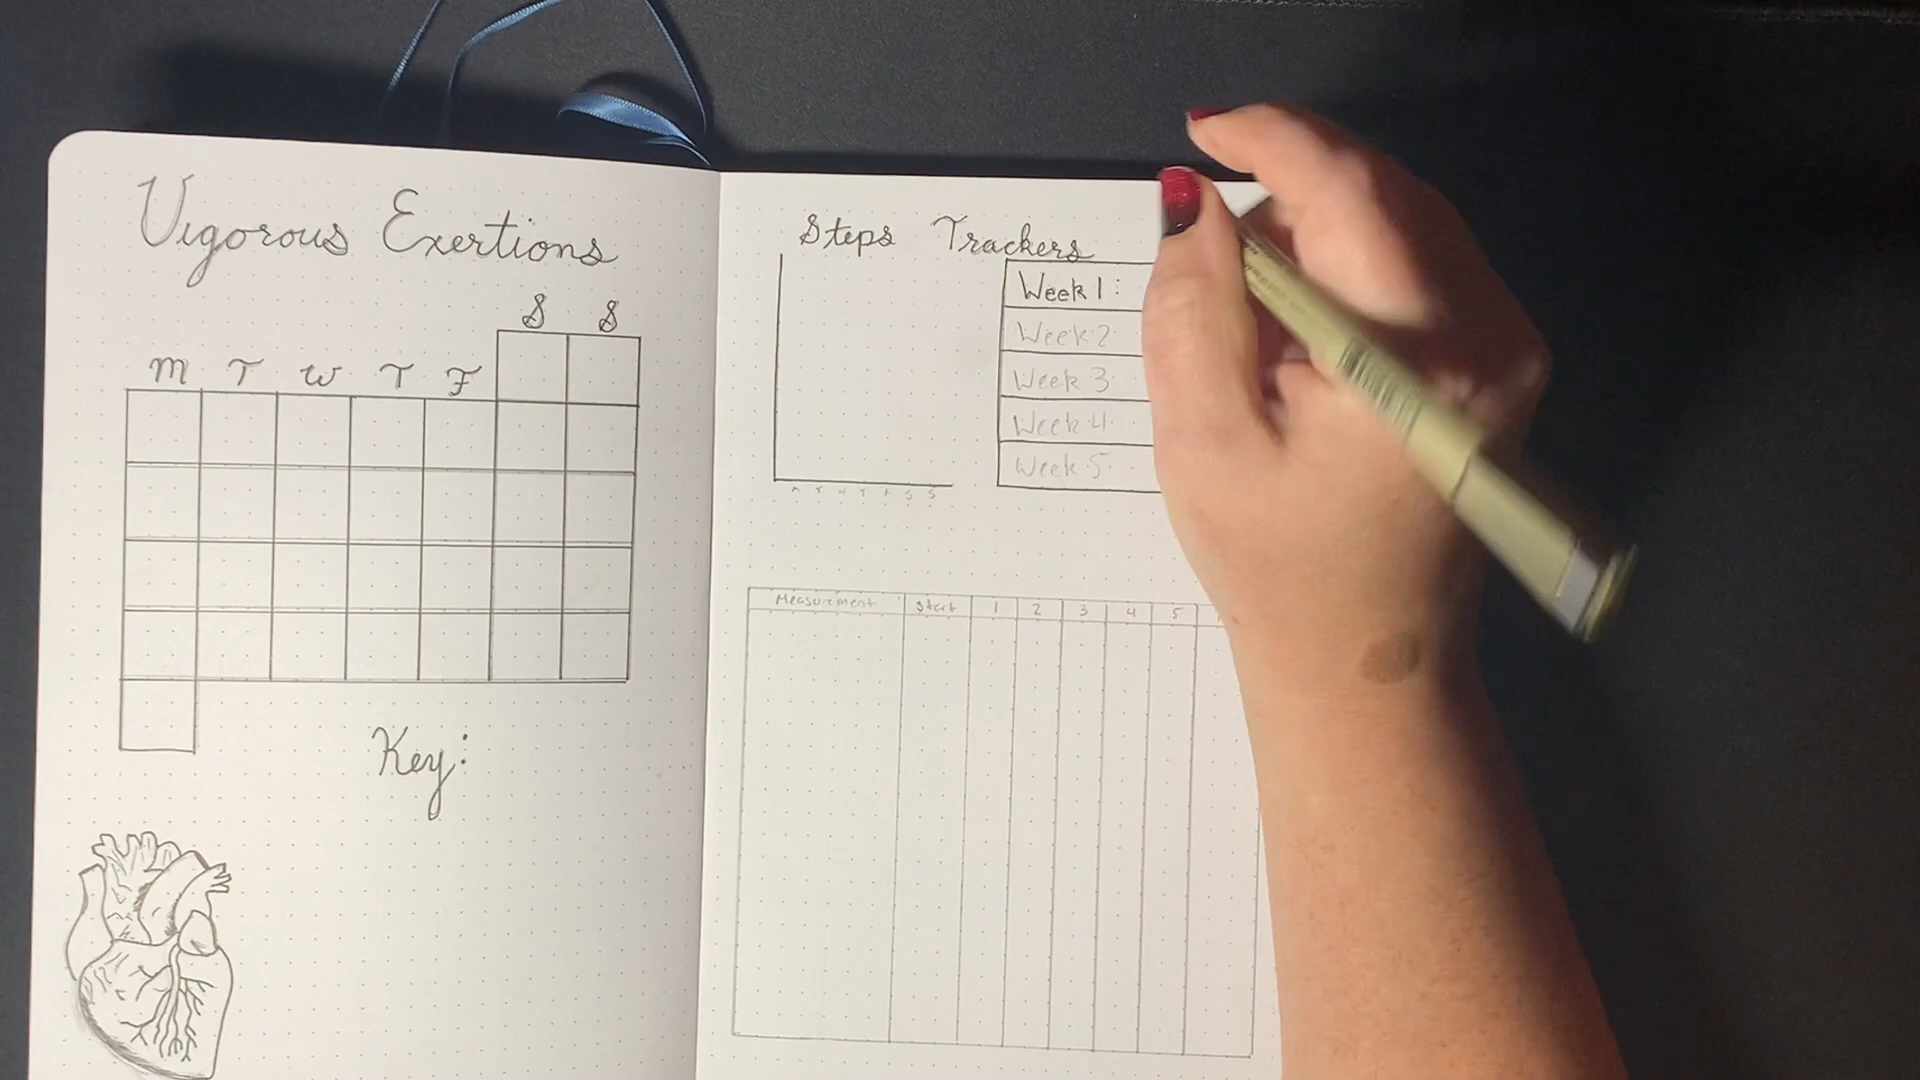 Vigorous Exertions
S S
M T W T F
Key:
Steps Trackers
Week 1:
Week 2
Week 3
Week 4
Week 5
M T W T F S S
Measurement Start 1 2 3 4 5